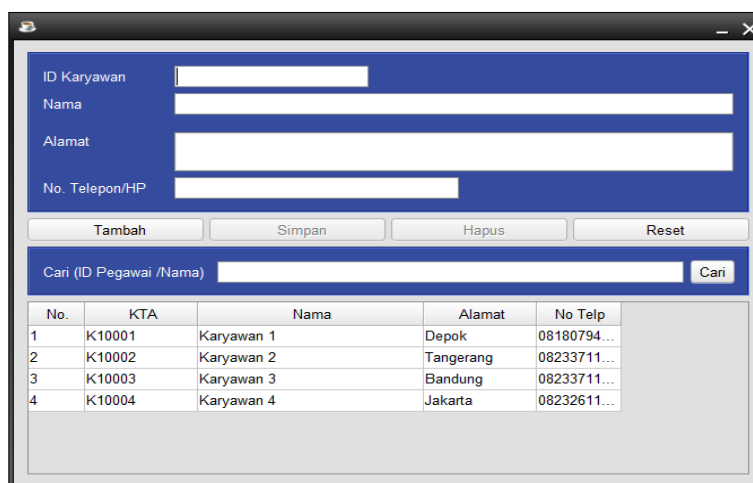 ID Karyawan
Nama
Alamat
No. Telepon/HP
Tambah Simpan Hapus Reset
Cari (ID Pegawai /Nama) Cari
No. KTA Nama Alamat No Telp
1 K10001 Karyawan 1 Depok 08180794...
2 K10002 Karyawan 2 Tangerang 08233711...
3 K10003 Karyawan 3 Bandung 08233711...
4 K10004 Karyawan 4 Jakarta 08232611...